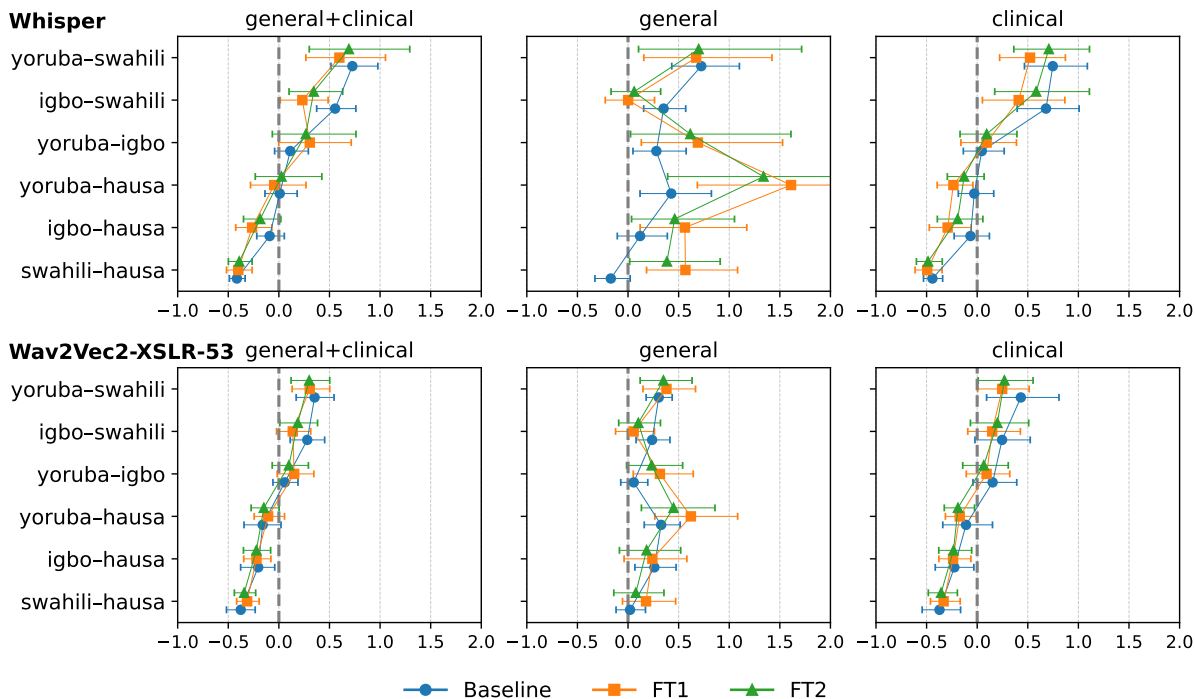 Whisper
general+clinical
general
clinical
yoruba–swahili
igbo–swahili
yoruba–igbo
yoruba–hausa
igbo–hausa
swahili–hausa
−1.0 −0.5 0.0 0.5 1.0 1.5 2.0
−1.0 −0.5 0.0 0.5 1.0 1.5 2.0
−1.0 −0.5 0.0 0.5 1.0 1.5 2.0
Wav2Vec2-XSLR-53
general+clinical
general
clinical
yoruba–swahili
igbo–swahili
yoruba–igbo
yoruba–hausa
igbo–hausa
swahili–hausa
−1.0 −0.5 0.0 0.5 1.0 1.5 2.0
−1.0 −0.5 0.0 0.5 1.0 1.5 2.0
−1.0 −0.5 0.0 0.5 1.0 1.5 2.0
Baseline FT1 FT2